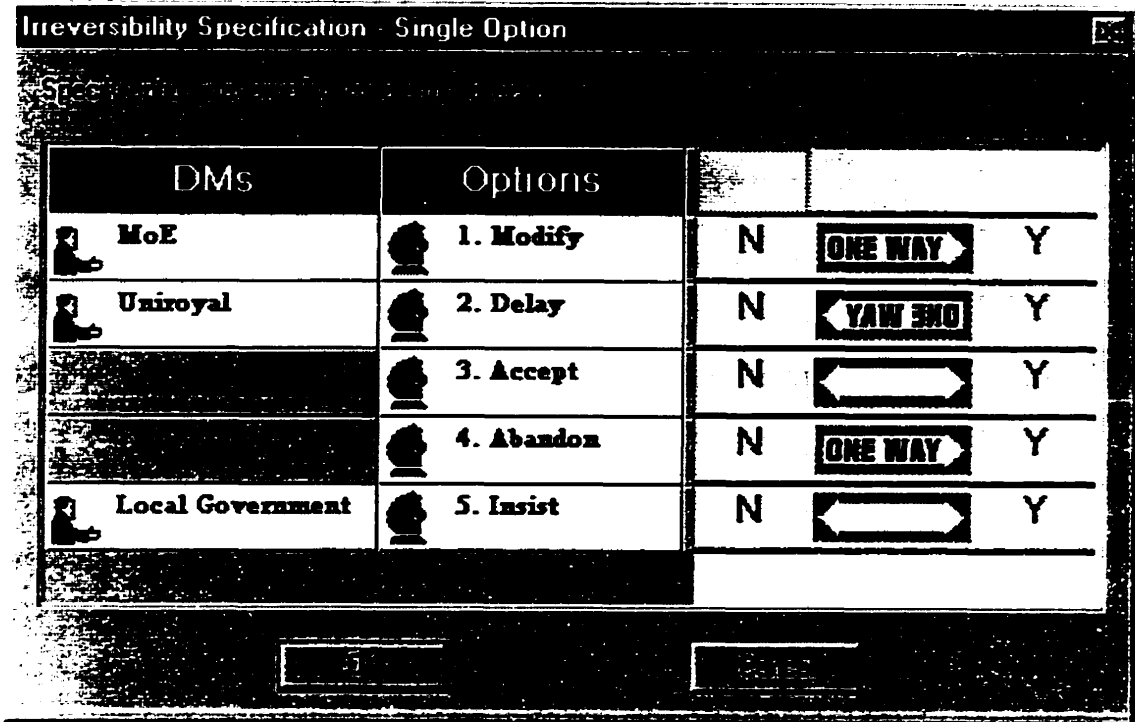 Irreversibility Specification - Single Option
DMs Options
MoE 1. Modify N ONE WAY Y
Uniroyal 2. Delay N ONE WAY Y
3. Accept N Y
4. Abandon N ONE WAY Y
Local Government 5. Insist N Y